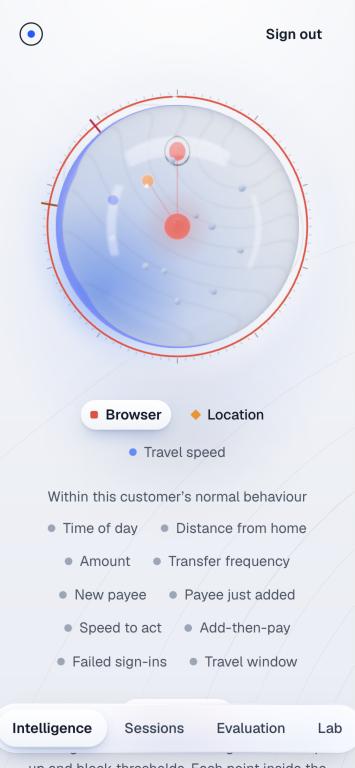 Sign out
Browser
Location
Travel speed
Within this customer's normal behaviour
Time of day
Distance from home
Amount
Transfer frequency
New payee
Payee just added
Speed to act
Add-then-pay
Failed sign-ins
Travel window
Intelligence
Sessions
Evaluation
Lab
and block thresholds. Each point inside the